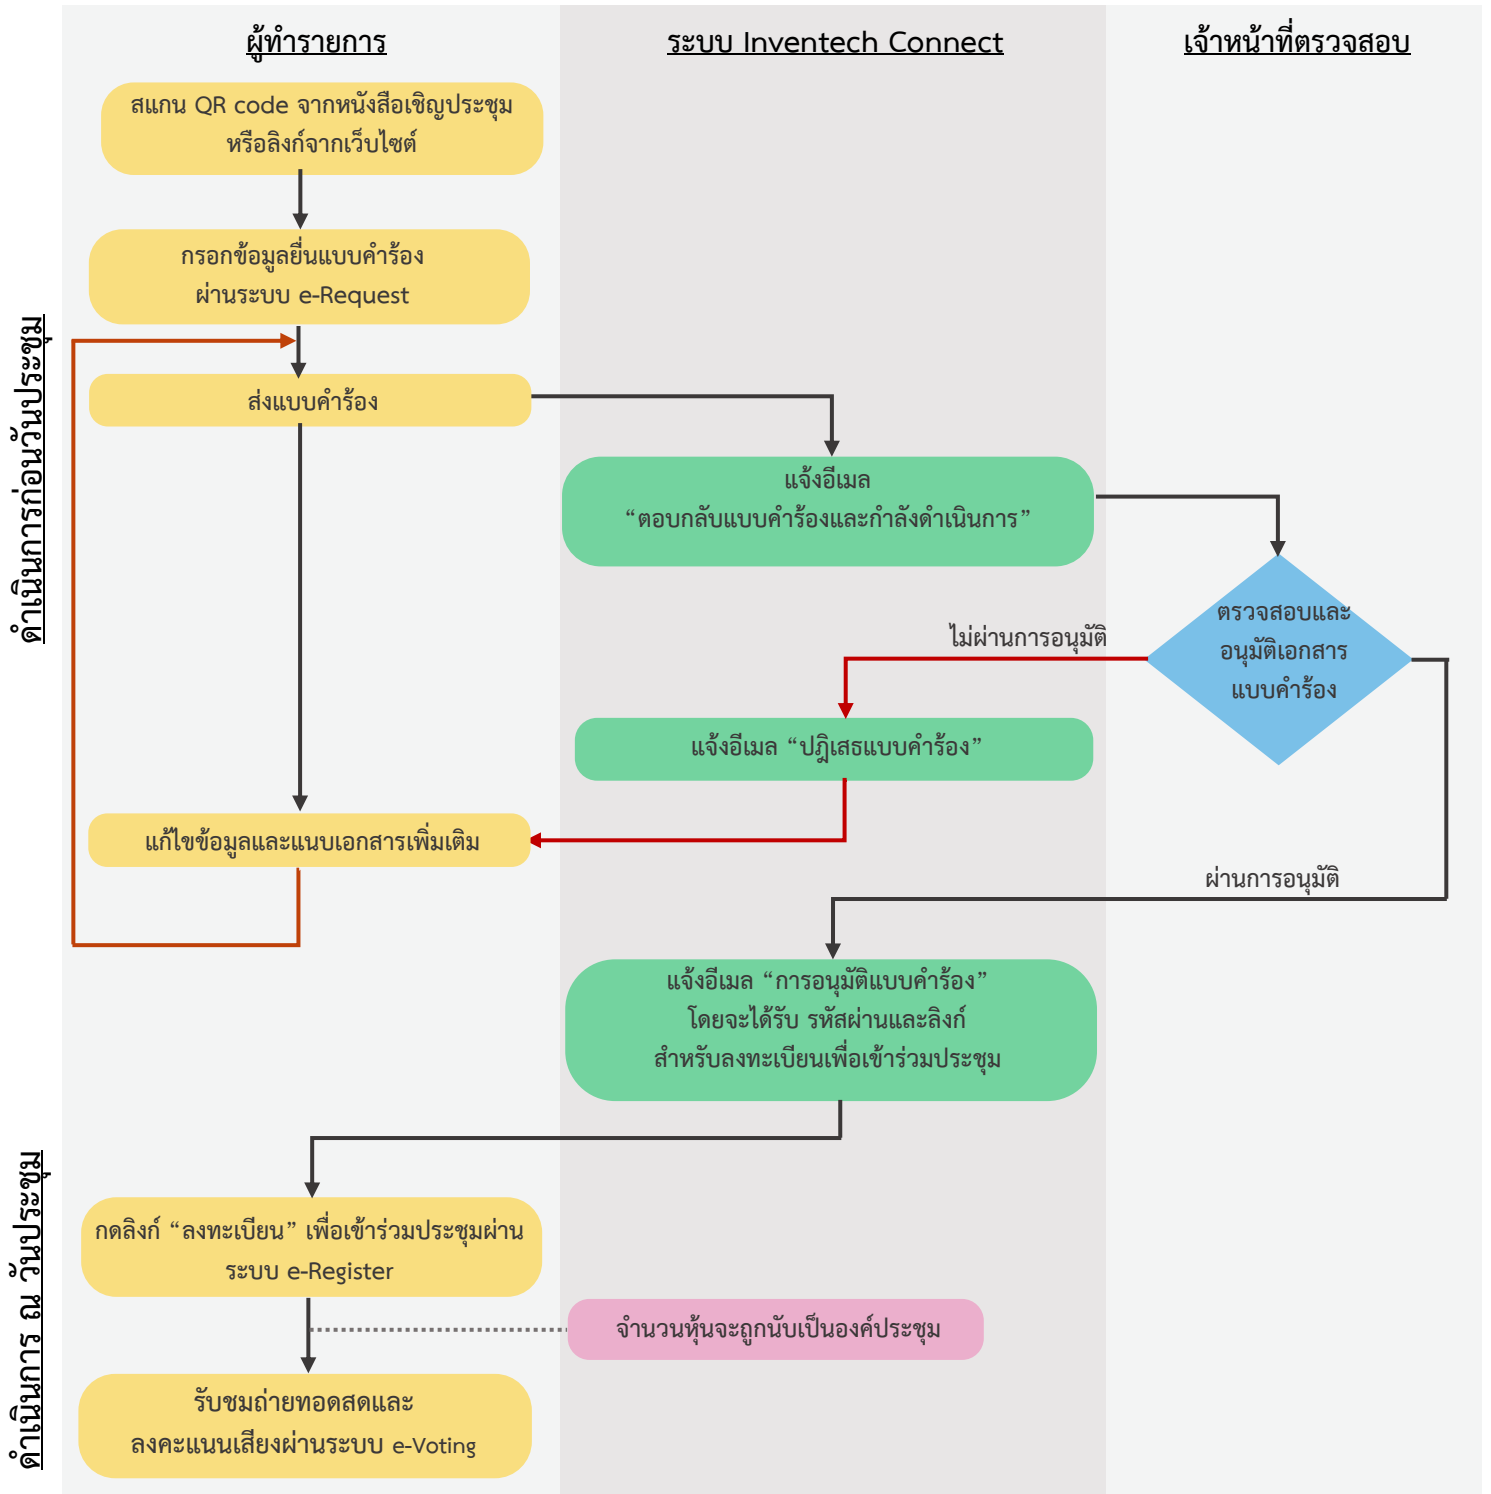 ผู้ทำรายการ
ระบบ Inventech Connect
เจ้าหน้าที่ตรวจสอบ
ดำเนินการก่อนวันประชุม
สแกน QR code จากหนังสือเชิญประชุม
หรือลิงก์จากเว็บไซต์
กรอกข้อมูลยื่นแบบคำร้อง
ผ่านระบบ e-Request
ส่งแบบคำร้อง
แจ้งอีเมล
“ตอบกลับแบบคำร้องและกำลังดำเนินการ”
ตรวจสอบและ
อนุมัติเอกสาร
แบบคำร้อง
ไม่ผ่านการอนุมัติ
แจ้งอีเมล “ปฎิเสธแบบคำร้อง”
แก้ไขข้อมูลและแนบเอกสารเพิ่มเติม
ผ่านการอนุมัติ
แจ้งอีเมล “การอนุมัติแบบคำร้อง”
โดยจะได้รับ รหัสผ่านและลิงก์
สำหรับลงทะเบียนเพื่อเข้าร่วมประชุม
ดำเนินการ ณ วันประชุม
กดลิงก์ “ลงทะเบียน” เพื่อเข้าร่วมประชุมผ่าน
ระบบ e-Register
จำนวนหุ้นจะถูกนับเป็นองค์ประชุม
รับชมถ่ายทอดสดและ
ลงคะแนนเสียงผ่านระบบ e-Voting